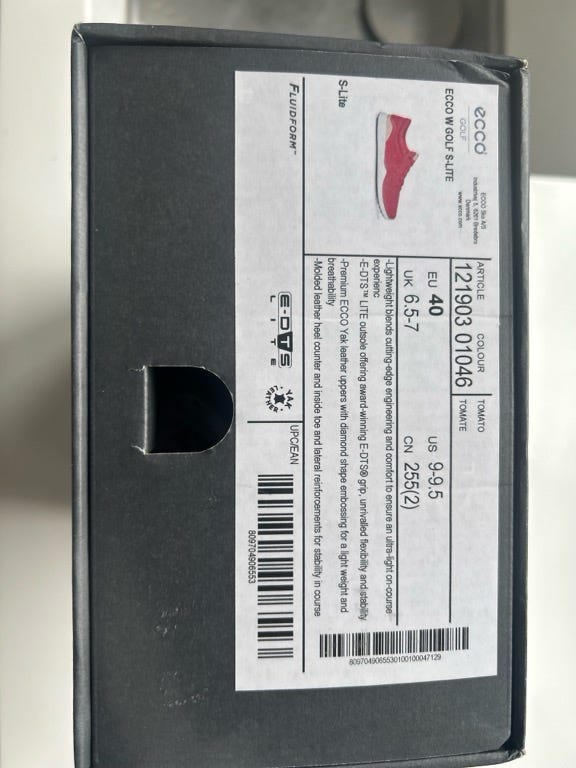 ecco
GOLF
ECCO Sko A/S
Industrivej 5, 6261 Bredebro
Denmark
www.ecco.com
ECCO W GOLF S-LITE
S-Lite
FLUIDFORM™
ARTICLE COLOUR
121903 01046 TOMATO
TOMATE
EU 40 US 9-9.5
UK 6.5-7 CN 255(2)
-Lightweight blends cutting-edge engineering and comfort to ensure an ultra-light on-course
experienc
-E-DTS™ LITE outsole offering award-winning E-DTS® grip, unrivalled flexibility and stability
-Premium ECCO Yak leather uppers with diamond shape embossing for a light weight and
breathability
-Molded leather heel counter and inside toe and lateral reinforcements for stability in course
E-DTS
LITE
YAK
LEATHER
UPC/EAN
809704906553
8097049065530100100047129